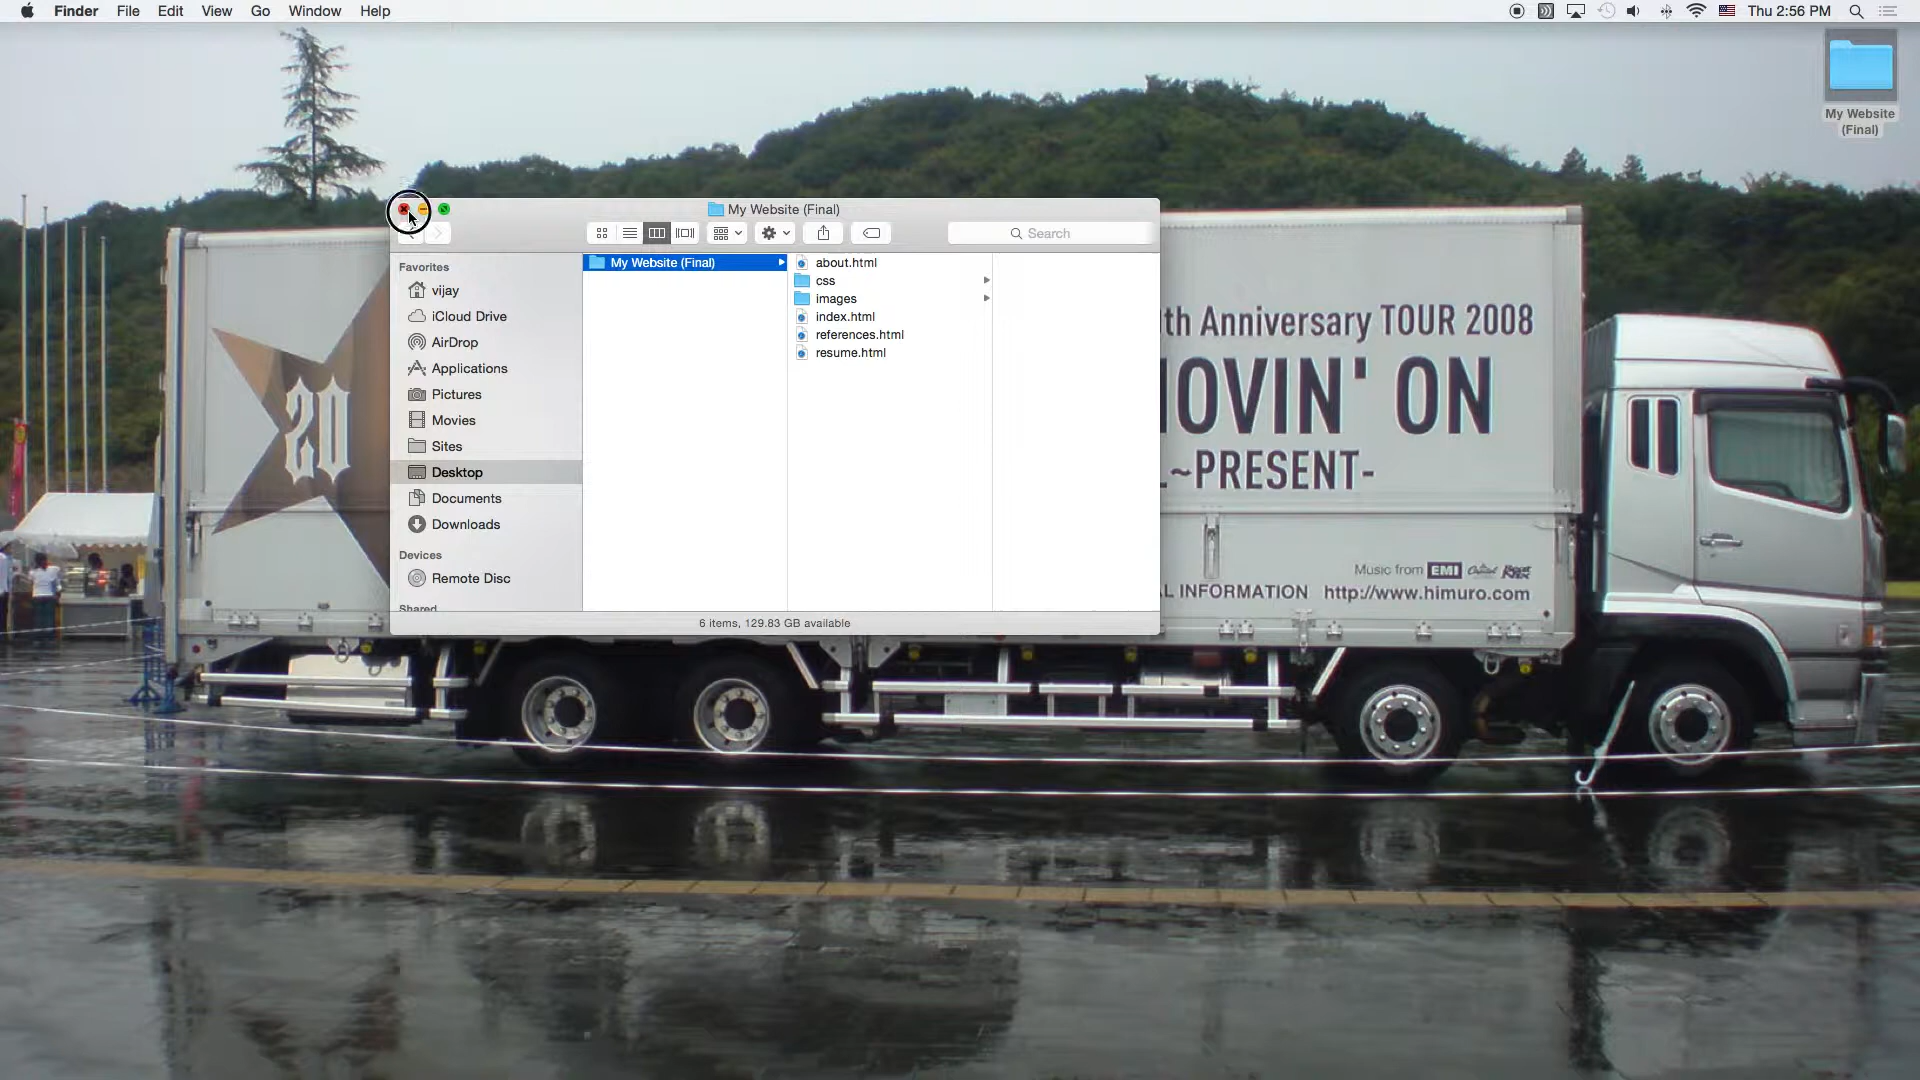 Finder File Edit View Go Window Help
Thu 2:56 PM
My Website
(Final)
My Website (Final)
Search
Favorites
vijay
iCloud Drive
AirDrop
Applications
Pictures
Movies
Sites
Desktop
Documents
Downloads
Devices
Remote Disc
Shared
My Website (Final)
about.html
css
images
index.html
references.html
resume.html
6 items, 129.83 GB available
20
th Anniversary TOUR 2008
MOVIN' ON
~PRESENT-
Music from EMI Capitol
L INFORMATION http://www.himuro.com